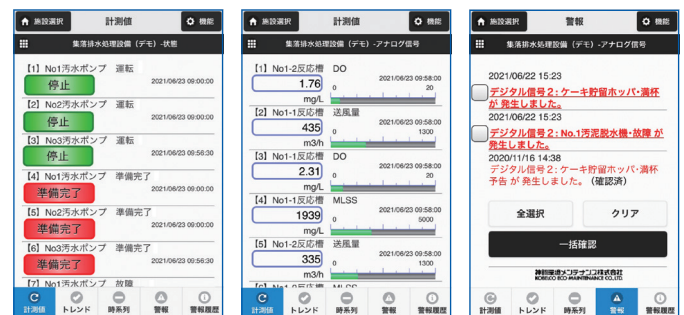 施設選択 計測値 機能
集落排水処理設備（デモ）-状態
【1】No1汚水ポンプ 運転
停止
2021/06/23 09:00:00
【2】No2汚水ポンプ 運転
停止
2021/06/23 09:00:00
【3】No3汚水ポンプ 運転
停止
2021/06/23 09:56:30
【4】No1汚水ポンプ 準備完了
準備完了
2021/06/23 09:00:00
【5】No2汚水ポンプ 準備完了
準備完了
2021/06/23 09:00:00
【6】No3汚水ポンプ 準備完了
準備完了
2021/06/23 09:56:30
【7】No1汚水ポンプ 故障
計測値 トレンド 時系列 警報 警報履歴
施設選択 計測値 機能
集落排水処理設備（デモ）-アナログ信号
【1】No1-2反応槽 DO
2021/06/23 09:58:00
1.76
0 20
mg/L
【2】No1-1反応槽 送風量
2021/06/23 09:58:00
435
0 1300
m3/h
【3】No1-1反応槽 DO
2021/06/23 09:58:00
2.31
0 20
mg/L
【4】No1-1反応槽 MLSS
2021/06/23 09:58:00
1939
0 5000
mg/L
【5】No1-2反応槽 送風量
2021/06/23 09:58:00
335
0 1300
m3/h
【6】No1-2反応槽 MLSS
計測値 トレンド 時系列 警報 警報履歴
施設選択 警報 機能
集落排水処理設備（デモ）-アナログ信号
2021/06/22 15:23
デジタル信号2：ケーキ貯留ホッパ・満杯
が 発生しました。
2021/06/22 15:23
デジタル信号2：No.1汚泥脱水機・故障 が
発生しました。
2020/11/16 14:38
デジタル信号2：ケーキ貯留ホッパ・満杯
予告 が 発生しました。（確認済）
全選択 クリア
一括確認
神鋼環境メンテナンス株式会社
KOBELCO ECO-MAINTENANCE CO.,LTD.
計測値 トレンド 時系列 警報 警報履歴